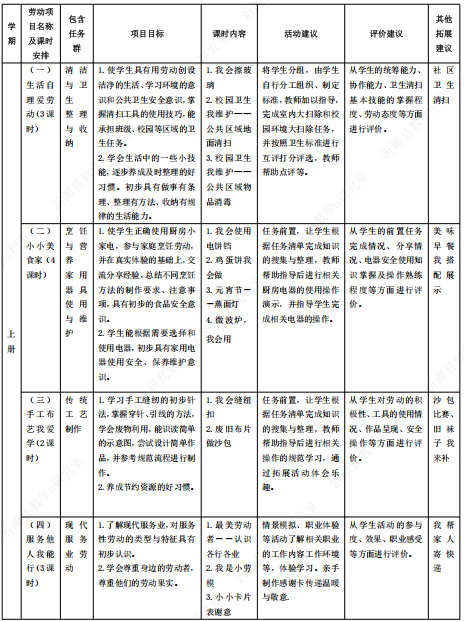 学期
劳动项目名称及课时安排
包含任务群
项目目标
课时内容
活动建议
评价建议
其他拓展建议
上册
（一）
生活自
理爱劳
动(3课
时)
清洁
与卫
生
整理
与收
纳
1.使学生具有用劳动创设
洁净的生活、学习环境的意
识和公共卫生安全意识，掌
握清扫工具的使用技巧，能
承担班级、校园等区域的卫
生任务。
2.学会生活中的一些小技
能，逐步养成及时整理的好
习惯。初步具有做事有条
理、整理有方法、收纳有规
律的生活能力。
1.我会擦玻
璃
2.校园卫生
我维护——
公共区域地
面清扫
3.校园卫生
我维护——
公共区域物
品消毒
将学生分组，由学生
自行分工组织、制定
标准，教师加以指导，
完成室内大扫除和校
园环境大扫除任务，
并按照卫生标准进行
互评打分评选，教师
帮助点评等。
从学生的统筹能力、
协作能力、卫生清扫
基本技能的掌握程
度、劳动态度等方面
进行评价。
社区
卫生
清扫
（二）
小小美
食家（4
课时）
烹饪
与营
养
家用
器具
使用
与维
护
1.使学生正确使用厨房小
家电，参与家庭烹饪劳动，
并在真实体验的基础上，交
流分享经验，总结不同烹饪
方法的制作要求、注意事
项，具有初步的食品安全意
识。
2.学生能根据需要选择和
使用电器，初步具有家用电
器使用安全、保养维护意
识。
1.我会使用
电饼铛
2.鸡蛋饼我
会做
3.元宵节-
-蒸面灯
4.微波炉，
我会用
任务前置，让学生根
据任务清单完成知识
的搜集与整理，教师
帮助指导后进行相关
厨房电器的使用操作
演示，并指导学生完
成相关电器的操作。
从学生的前置任务
完成情况、分享情
况、电器安全使用知
识掌握及操作熟练
程度等方面进行评
价。
美味
早餐
我搭
配展
示
（三）
手工布
艺我爱
学(2课
时)
传统
工艺
制作
1.学习手工缝纫的初步针
法，掌握穿针、引线的方法，
学会废物利用，能识读简单
的示意图，尝试设计简单作
品，并参考规范流程进行制
作。
2.养成节约资源的好习惯。
1.我会缝纽
扣
2.废旧布片
做沙包
任务前置，让学生根
据任务清单完成知识
的搜集与整理，教师
帮助指导后进行相关
操作的规范学习，通
过拓展活动体会乐
趣。
从学生对劳动的积
极性、工具的使用情
况、作品呈现、安全
操作等方面进行评
价。
沙包
比赛、
旧袜
子我
来补
（四）
服务他
人我能
行(3课
时)
现代
服务
业劳
动
1.了解现代服务业，对服务
性劳动的类型与特征具有
初步认识。
2.学会尊重身边的劳动者，
尊重他们的劳动果实。
1.最美劳动
者——认识
各行各业
2.我是小劳
模
3.小小卡片
表谢意
情景模拟、职业体验
等活动了解相关职业
的工作内容工作环境
等，体验学习。亲手
制作感谢卡传递温暖
与敬意.
从学生活动的参与
度、效果、职业感受
等方面进行评价。
我帮
家人
寄快
递